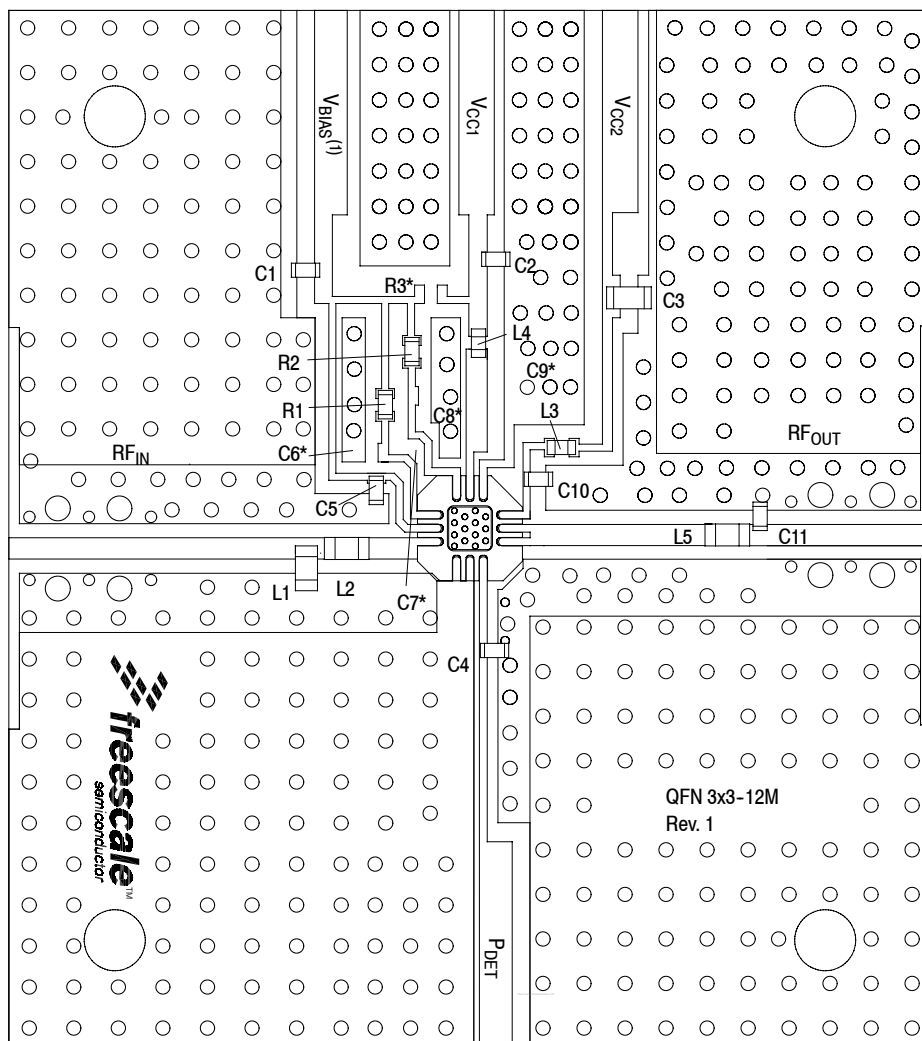 VBIAS(1)
VCC1
VCC2
C1
C2
R3*
C3
L4
R2
C9*
R1
C8*
L3
RFIN
C6*
RFOUT
C5
C10
L5
C11
L1
L2
C7*
C4
freescale™
semiconductor
QFN 3x3-12M
Rev. 1
PDET